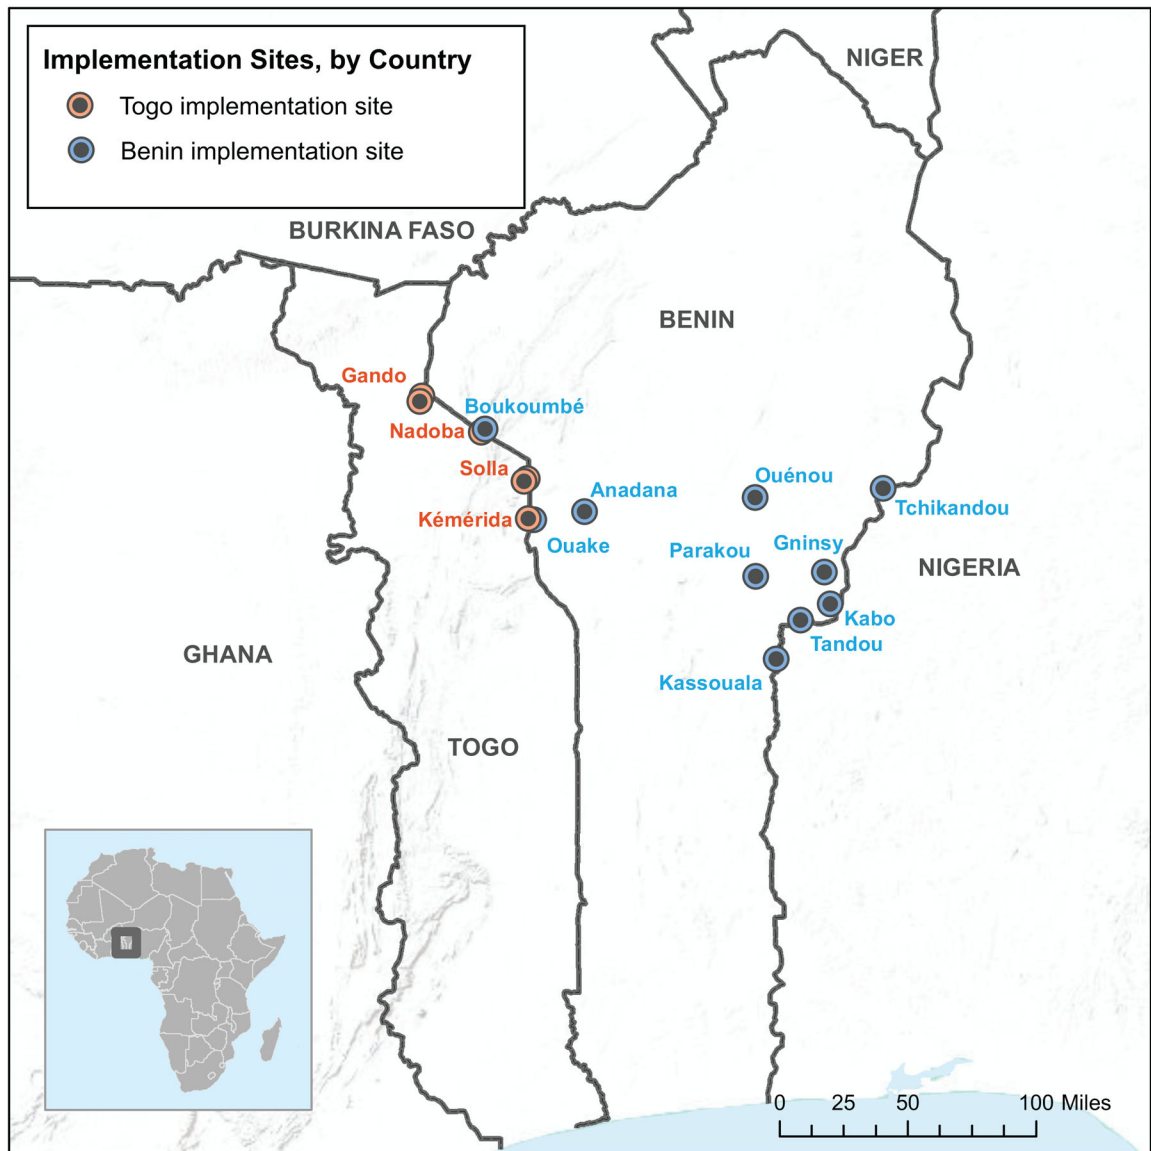 Implementation Sites, by Country
Togo implementation site
Benin implementation site
NIGER
BURKINA FASO
BENIN
Gando
Boukoumbé
Nadoba
Solla
Ouénou
Anadana
Tchikandou
Kémérida
Ouake
Gninsy
Parakou
NIGERIA
Kabo
Tandou
GHANA
Kassouala
TOGO
0 25 50 100 Miles